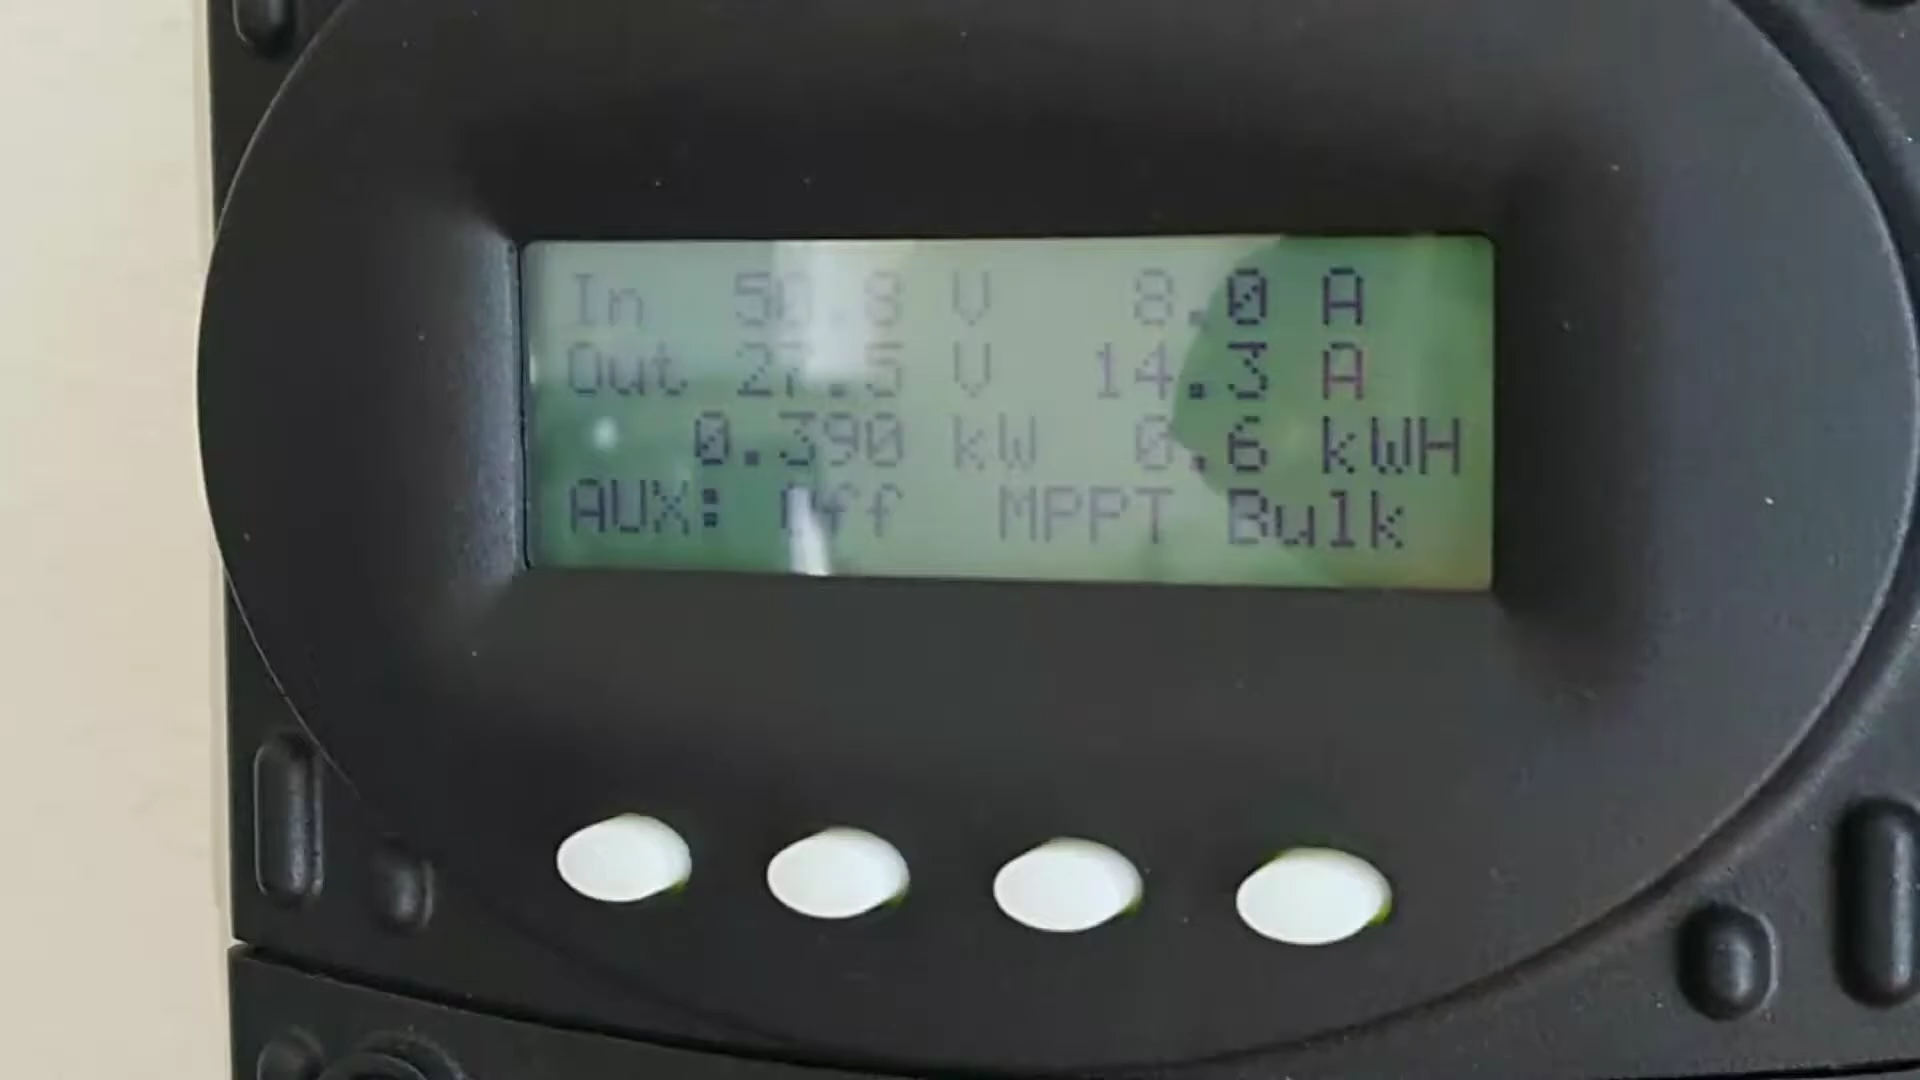 In 50.8 V 8.0 A
Out 27.5 V 14.3 A
0.390 kW 0.6 kWH
AUX: Off MPPT Bulk